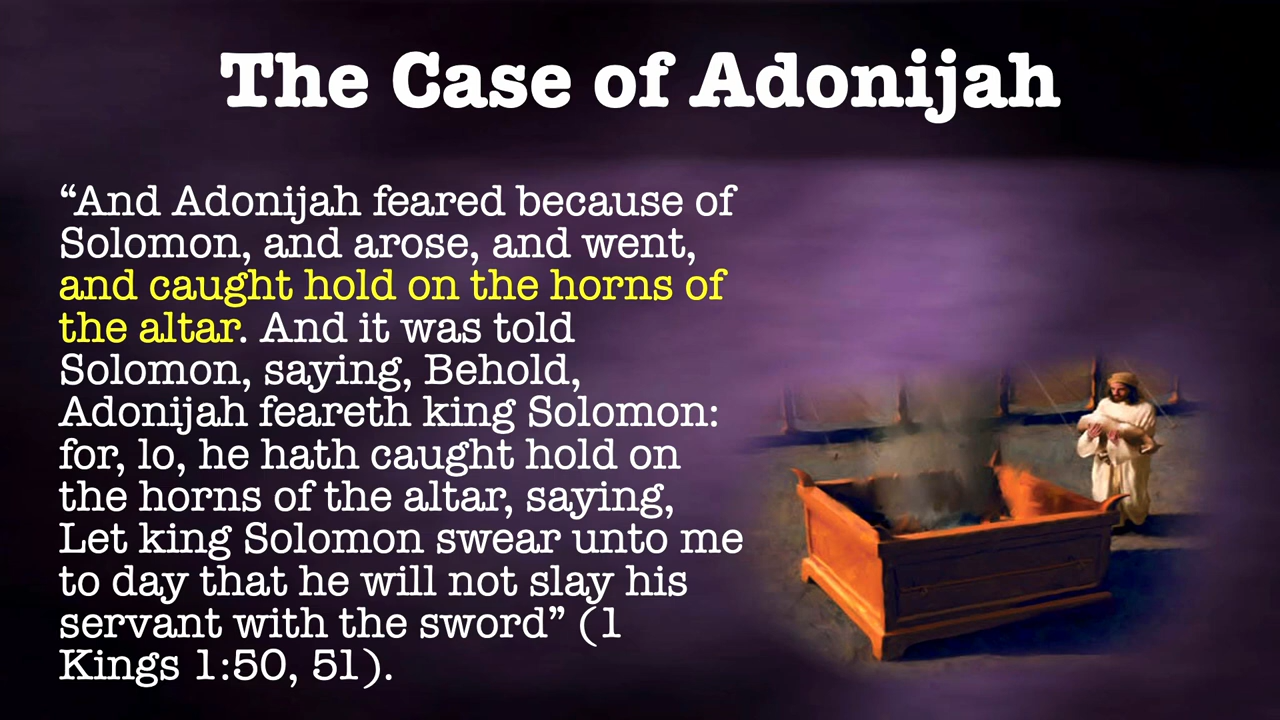 The Case of Adonijah
“And Adonijah feared because of
Solomon, and arose, and went,
and caught hold on the horns of
the altar. And it was told
Solomon, saying, Behold,
Adonijah feareth king Solomon:
for, lo, he hath caught hold on
the horns of the altar, saying,
Let king Solomon swear unto me
to day that he will not slay his
servant with the sword” (1
Kings 1:50, 51).